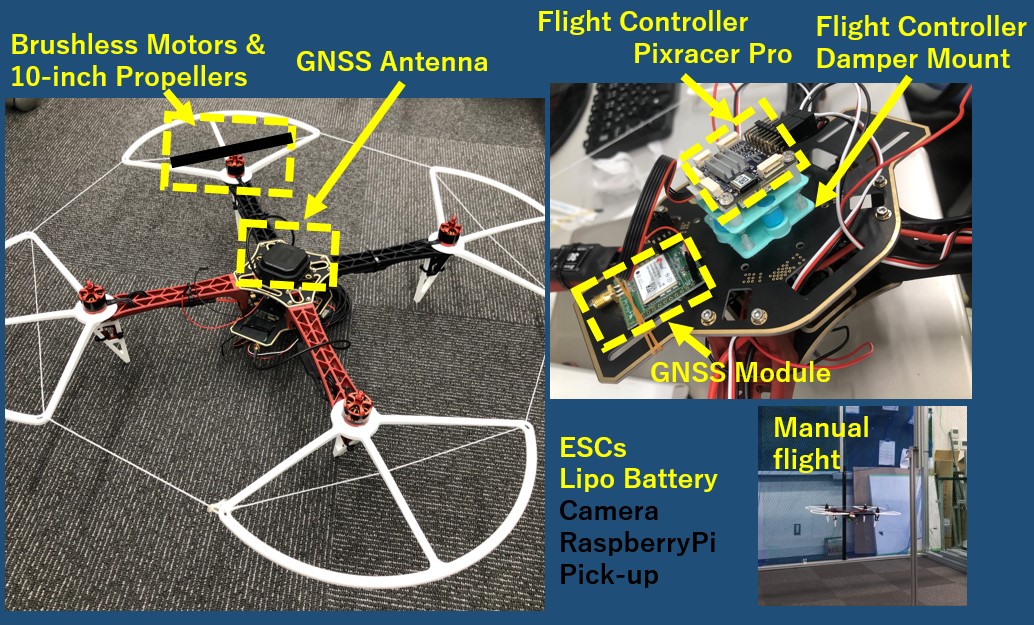 Brushless Motors &
10-inch Propellers
GNSS Antenna
Flight Controller
Pixracer Pro
Flight Controller
Damper Mount
GNSS Module
ESCs
Lipo Battery
Camera
RaspberryPi
Pick-up
Manual
flight